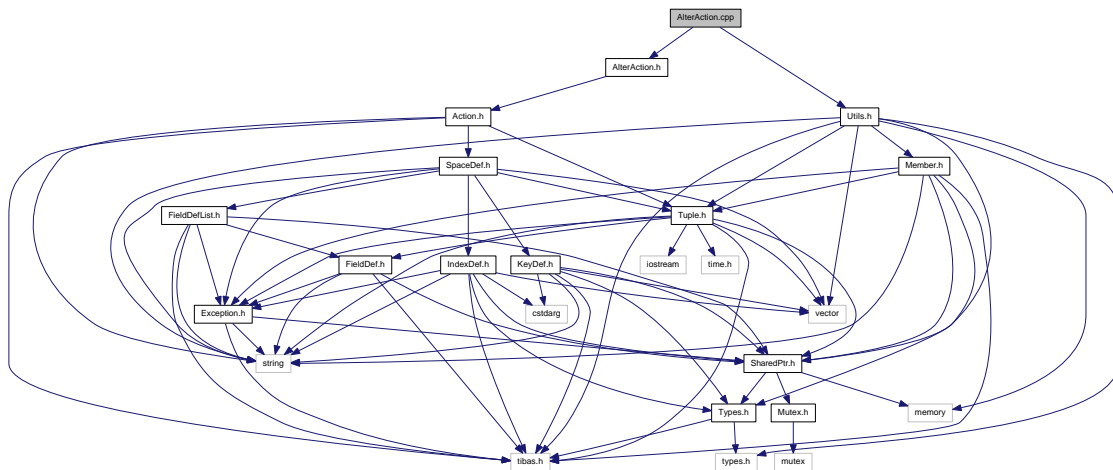 AlterAction.cpp
AlterAction.h
Action.h
Utils.h
SpaceDef.h
Member.h
FieldDefList.h
Tuple.h
FieldDef.h
IndexDef.h
KeyDef.h
iostream
time.h
Exception.h
cstdarg
vector
string
SharedPtr.h
Types.h
Mutex.h
memory
tibas.h
types.h
mutex